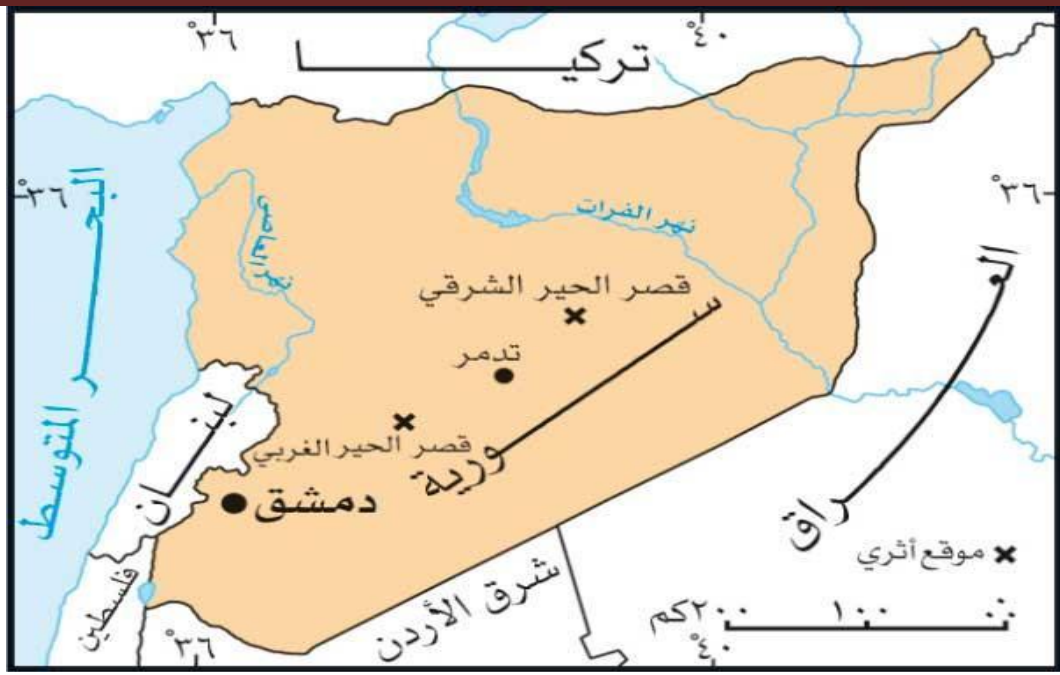 °٣٦
°٤٠
تركيا
°٣٦
°٣٦
البحر المتوسط
نهر العاصي
نهر الفرات
العراق
قصر الحير الشرقي
سورية
تدمر
لبنان
قصر الحير الغربي
دمشق
موقع أثري
فلسطين
شرق الأردن
٢٠٠كم
١٠٠
٠
°٣٦
°٤٠